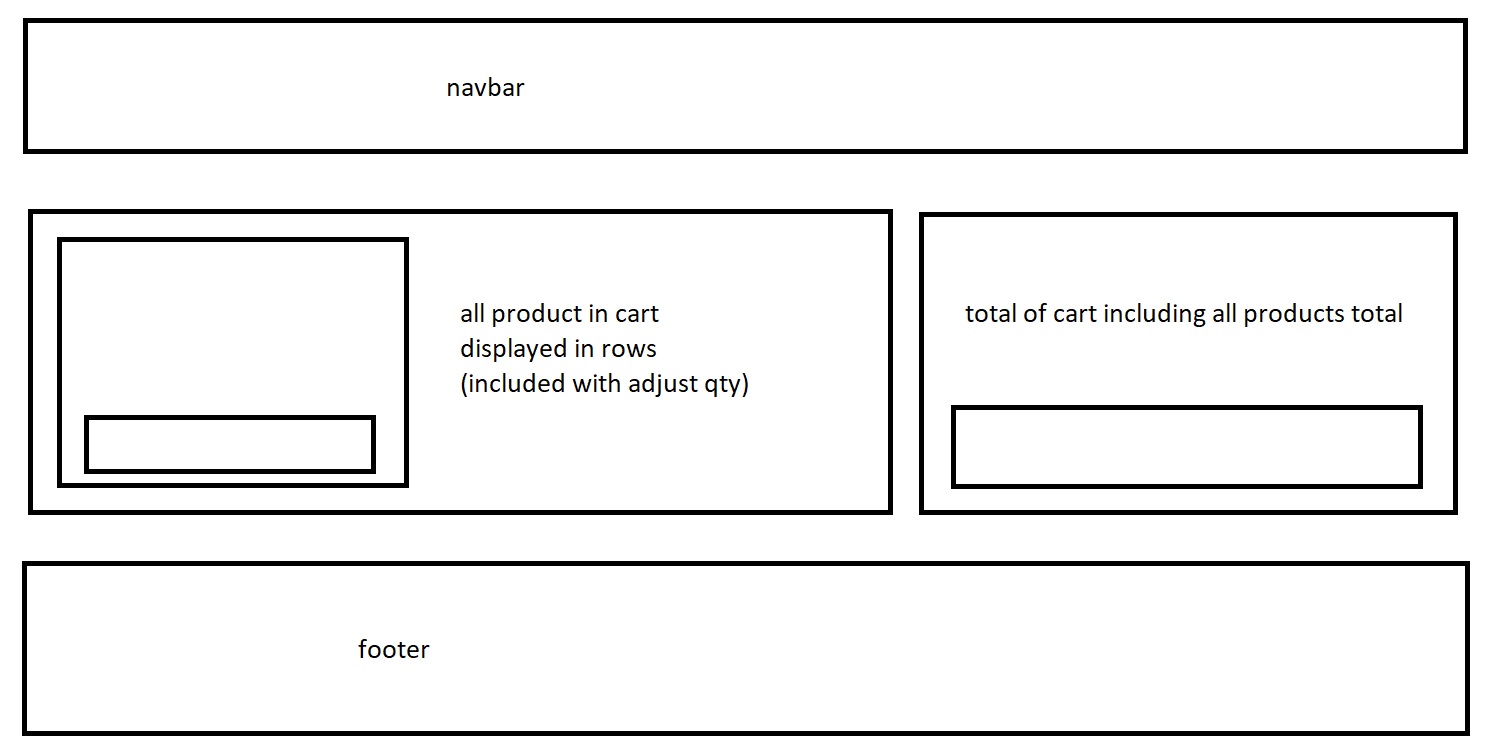 navbar
all product in cart
displayed in rows
(included with adjust qty)
total of cart including all products total
footer